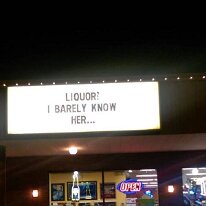 LIQUOR?
I BARELY KNOW
HER...
OPEN